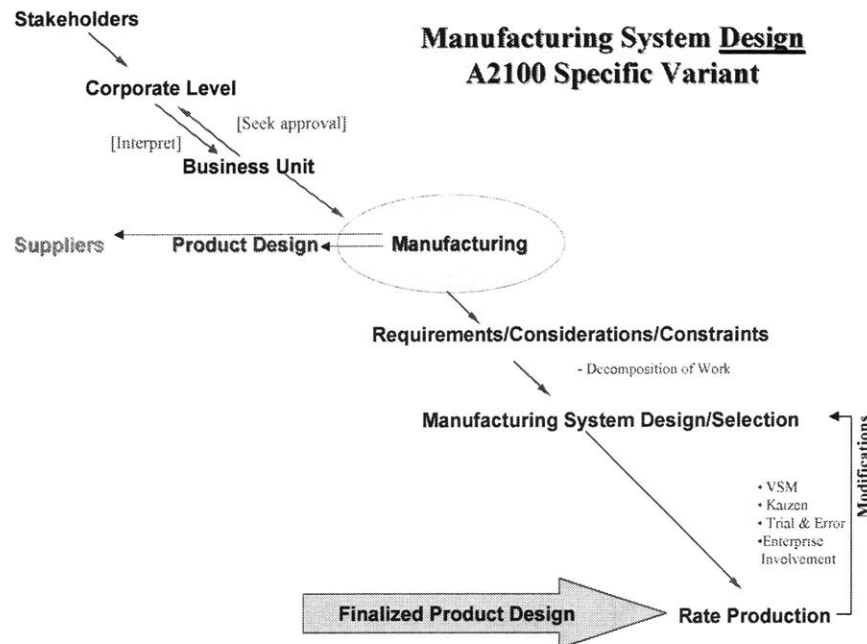 Stakeholders
Manufacturing System Design
A2100 Specific Variant
Corporate Level
[Seek approval]
[Interpret]
Business Unit
Suppliers
Product Design
Manufacturing
Requirements/Considerations/Constraints
- Decomposition of Work
Manufacturing System Design/Selection
Modifications
• VSM
• Kaizen
• Trial & Error
•Enterprise
Involvement
Finalized Product Design
Rate Production